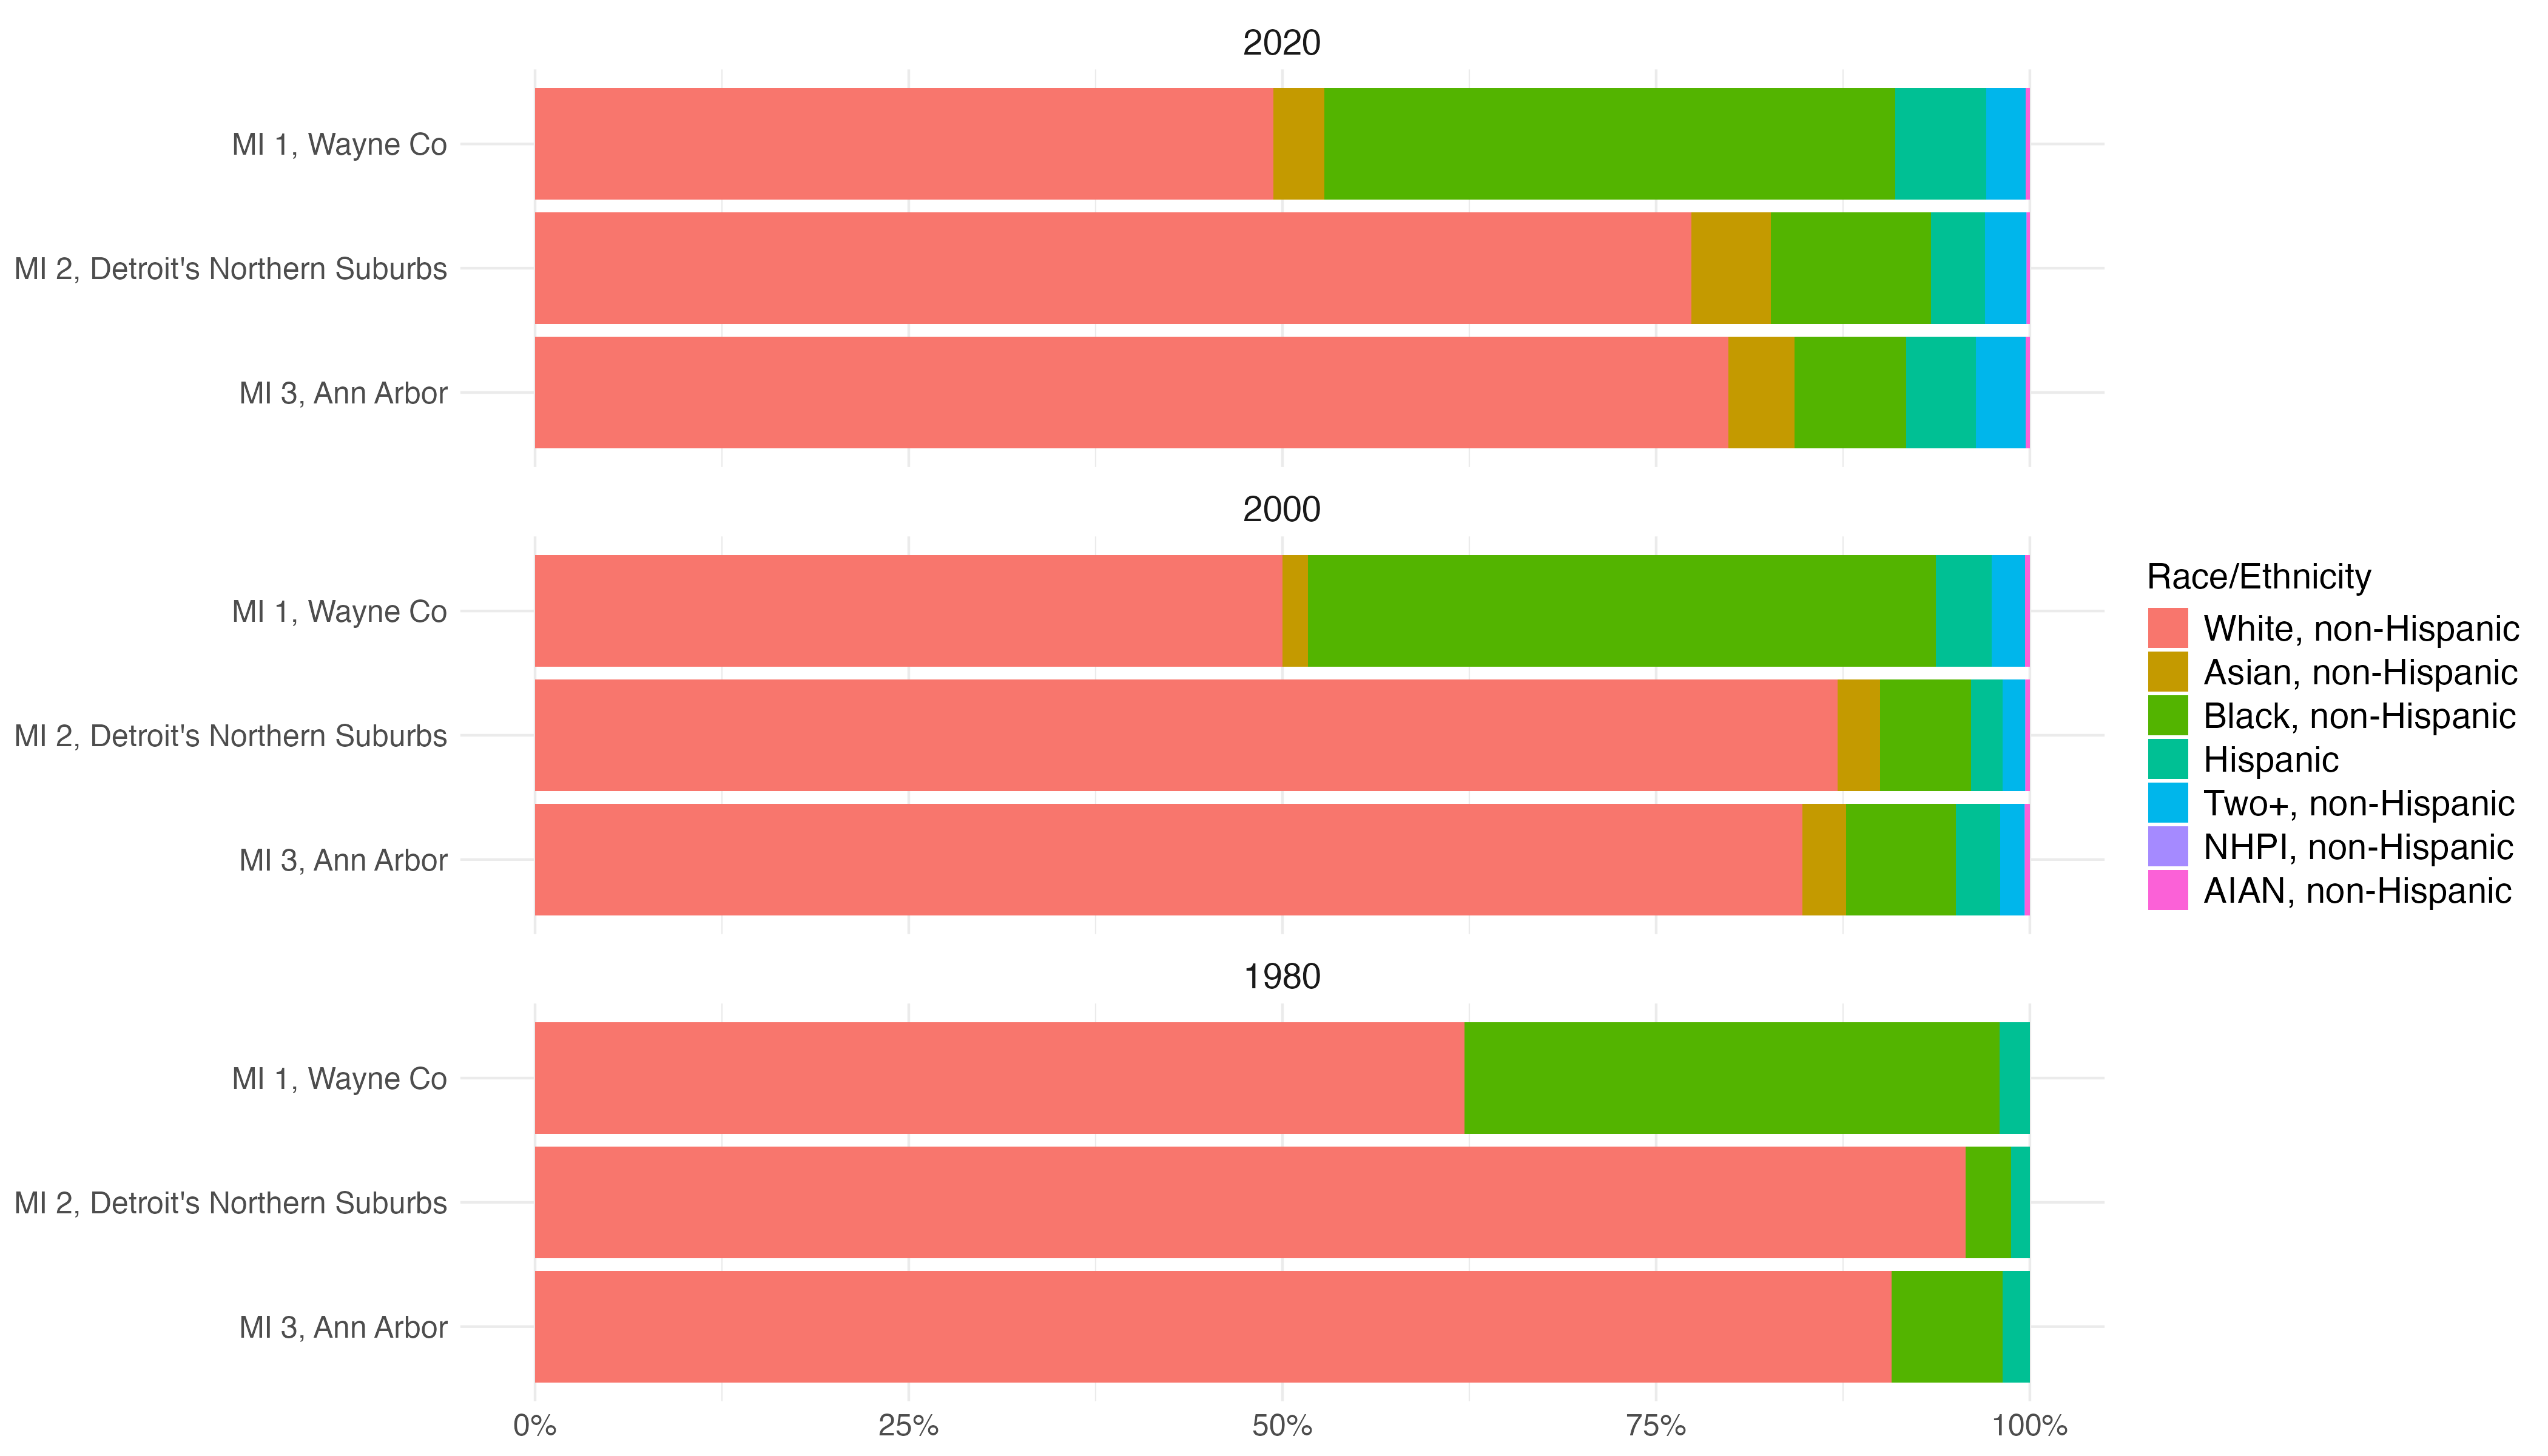 2020
MI 1, Wayne Co
MI 2, Detroit's Northern Suburbs
MI 3, Ann Arbor
2000
MI 1, Wayne Co
MI 2, Detroit's Northern Suburbs
MI 3, Ann Arbor
1980
MI 1, Wayne Co
MI 2, Detroit's Northern Suburbs
MI 3, Ann Arbor
0% 25% 50% 75% 100%
Race/Ethnicity
White, non-Hispanic
Asian, non-Hispanic
Black, non-Hispanic
Hispanic
Two+, non-Hispanic
NHPI, non-Hispanic
AIAN, non-Hispanic